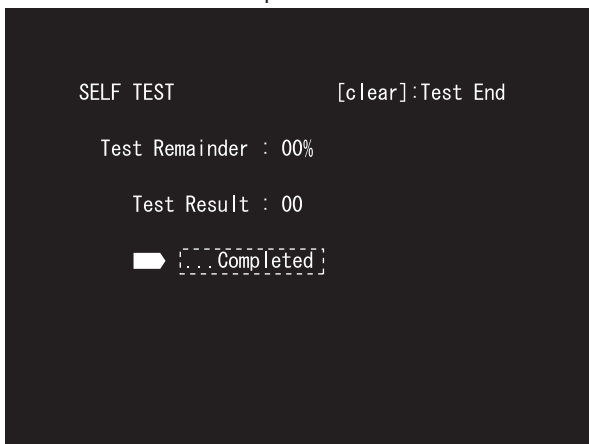 SELF TEST [clear]:Test End
Test Remainder : 00%
Test Result : 00
...Completed